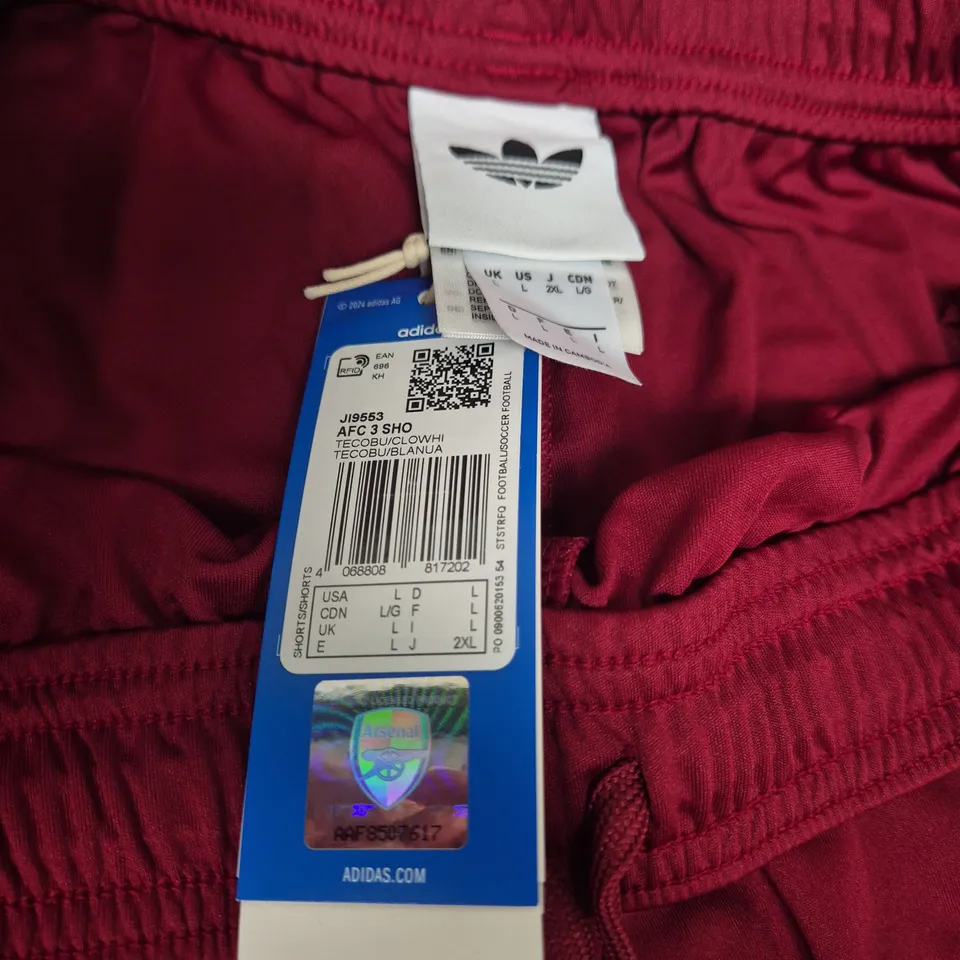 UK US J CDN
L L 2XL L/G
D F E I
L L L L
MADE IN CAMBODIA
© 2024 adidas AG
RFID
EAN
696
KH
JI9553
AFC 3 SHO
TECOBU/CLOWHI
TECOBU/BLANUA
4 068808 817202
USA L D L
CDN L/G F L
UK L I L
E L J 2XL
SHORTS/SHORTS
PO 0900620153 54 STSTRFQ FOOTBALL/SOCCER FOOTBALL
Arsenal
AAF8507617
ADIDAS.COM